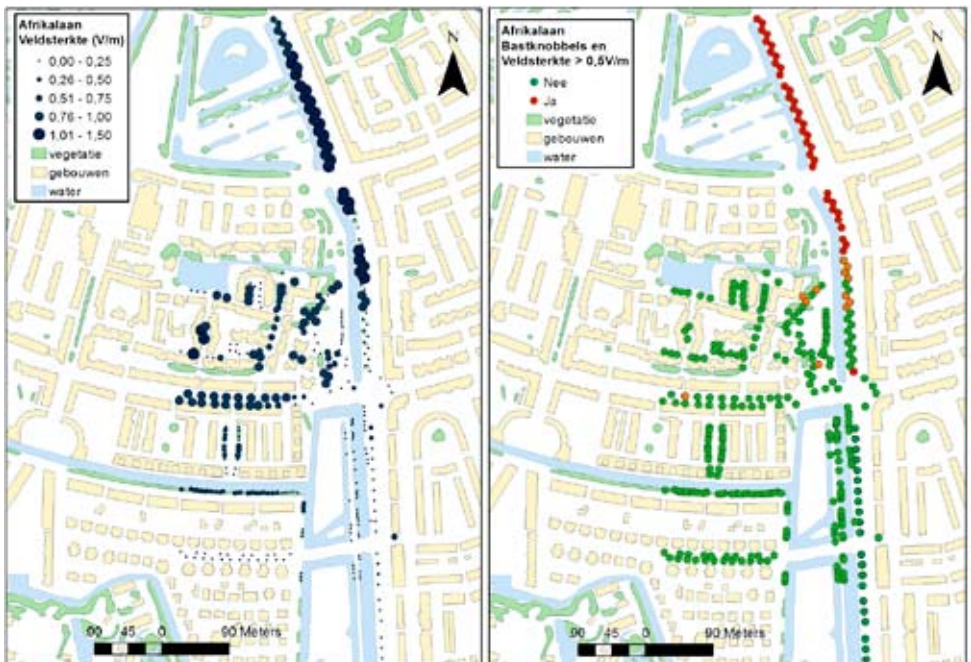 Afrikalaan
Veldsterkte (V/m)
0,00 - 0,25
0,26 - 0,50
0,51 - 0,75
0,76 - 1,00
1,01 - 1,50
vegetatie
gebouwen
water
N
90 45 0 90 Meters
Afrikalaan
Bastknobbels en
Veldsterkte > 0,5V/m
Nee
Ja
vegetatie
gebouwen
water
N
90 45 0 90 Meters